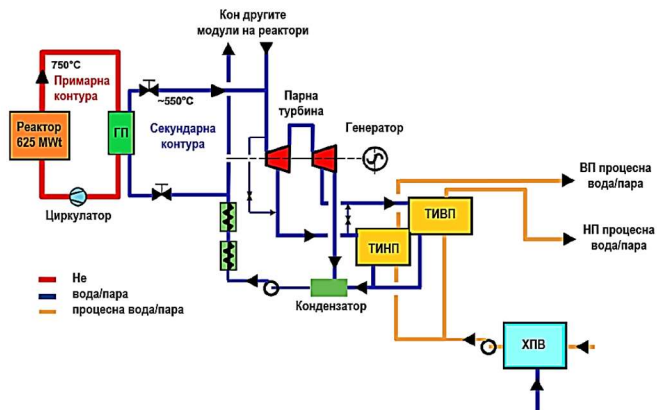 Кон другите
модули на реактори
750°C
Примарна
контура
~550°C
Парна
турбина
Реактор
625 MWt
ГП
Секундарна
контура
Генератор
Циркулатор
ВП процесна
вода/пара
ТИВП
ТИНП
НП процесна
вода/пара
He
вода/пара
процесна вода/пара
Кондензатор
ХПВ